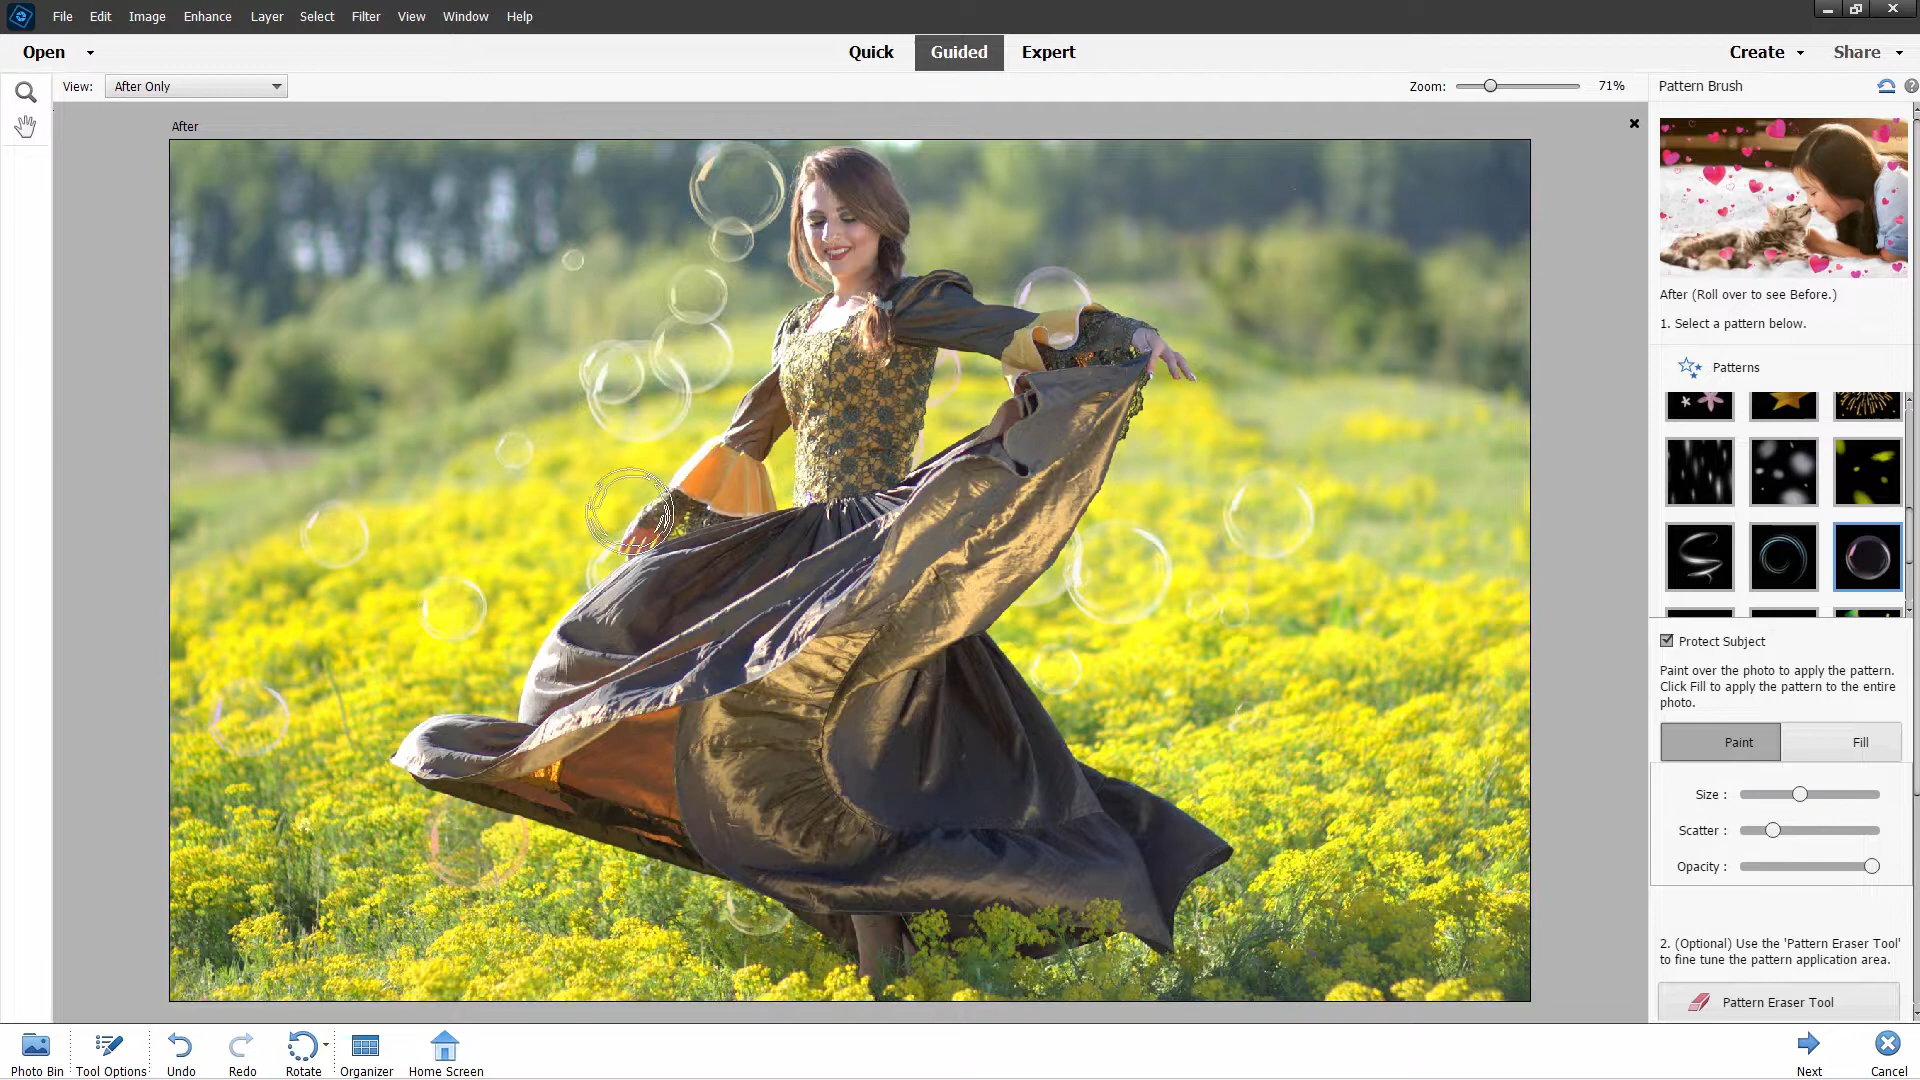 File Edit Image Enhance Layer Select Filter View Window Help
Open Quick Guided Expert Create Share
View: After Only Zoom: 71% Pattern Brush
After
After (Roll over to see Before.)
1. Select a pattern below.
Patterns
Protect Subject
Paint over the photo to apply the pattern.
Click Fill to apply the pattern to the entire
photo.
Paint Fill
Size :
Scatter :
Opacity :
2. (Optional) Use the 'Pattern Eraser Tool'
to fine tune the pattern application area.
Pattern Eraser Tool
Photo Bin Tool Options Undo Redo Rotate Organizer Home Screen Next Cancel